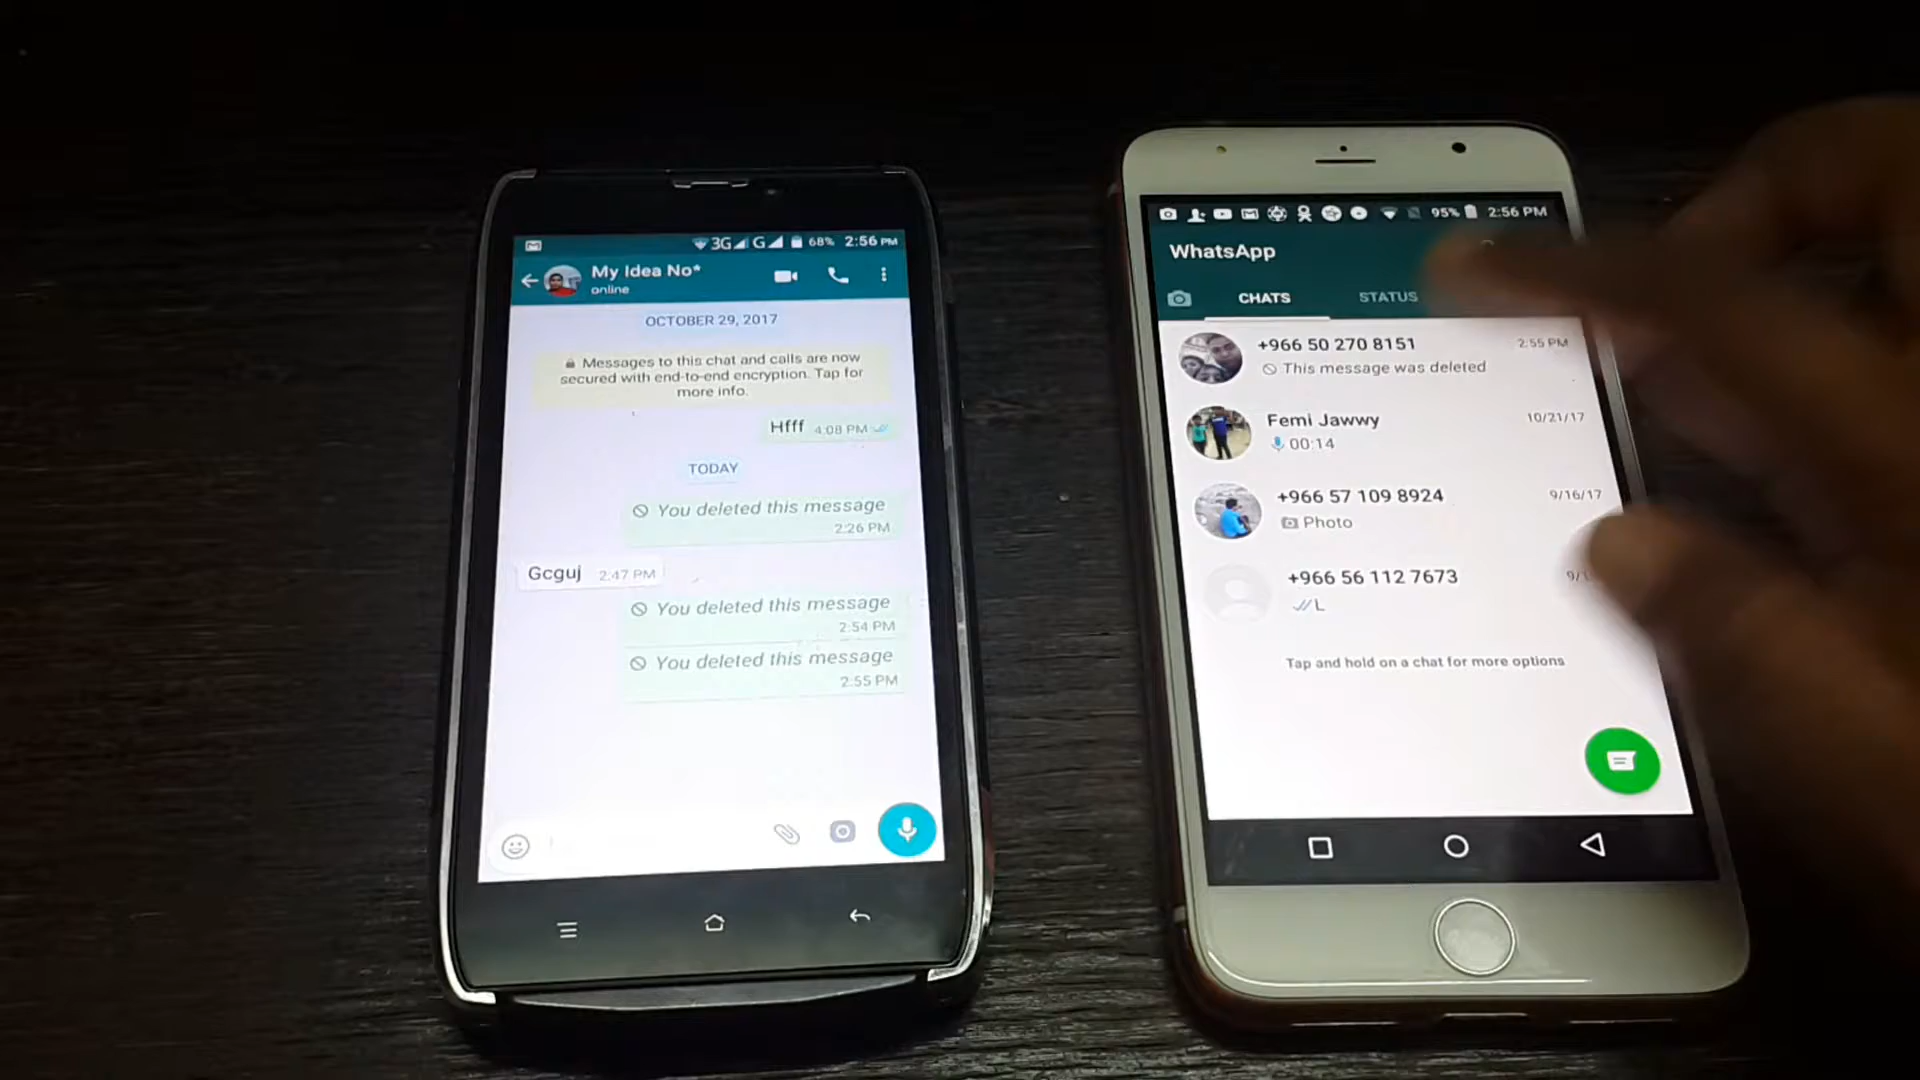 3G G 68% 2:56 PM
My Idea No*
online
OCTOBER 29, 2017
Messages to this chat and calls are now
secured with end-to-end encryption. Tap for
more info.
Hfff 4:08 PM
TODAY
You deleted this message
2:26 PM
Gcguj 2:47 PM
You deleted this message
2:54 PM
You deleted this message
2:55 PM
95% 2:56 PM
WhatsApp
CHATS STATUS
+966 50 270 8151 2:55 PM
This message was deleted
Femi Jawwy 10/21/17
00:14
+966 57 109 8924 9/16/17
Photo
+966 56 112 7673
L
Tap and hold on a chat for more options